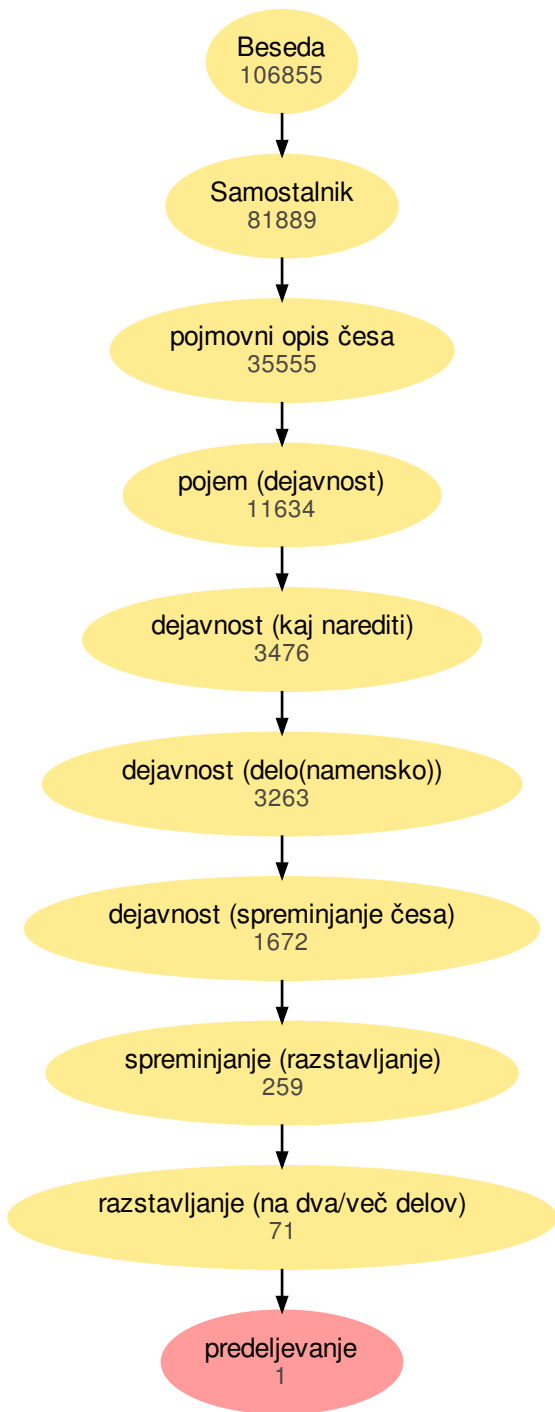 Beseda
106855
Samostalnik
81889
pojmovni opis česa
35555
pojem (dejavnost)
11634
dejavnost (kaj narediti)
3476
dejavnost (delo(namensko))
3263
dejavnost (spreminjanje česa)
1672
spreminjanje (razstavljanje)
259
razstavljanje (na dva/več delov)
71
predeljevanje
1